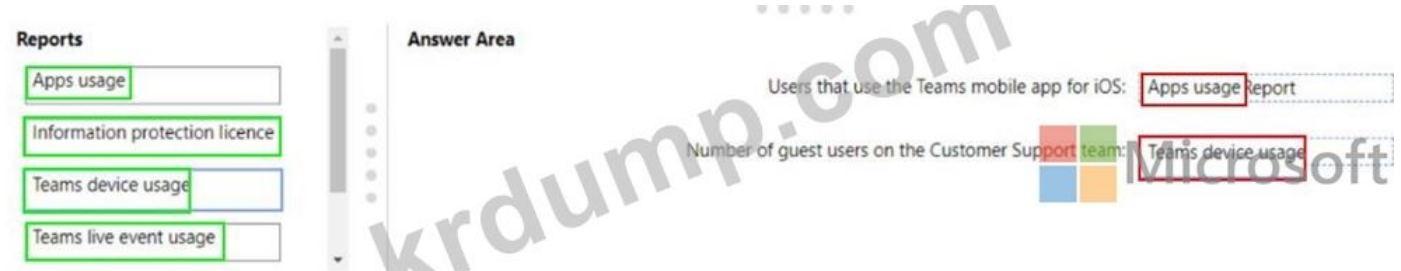 Reports
Apps usage
Information protection licence
Teams device usage
Teams live event usage
Answer Area
Users that use the Teams mobile app for iOS: Apps usage Report
Number of guest users on the Customer Support team: Teams device usage
krdump.com
Microsoft